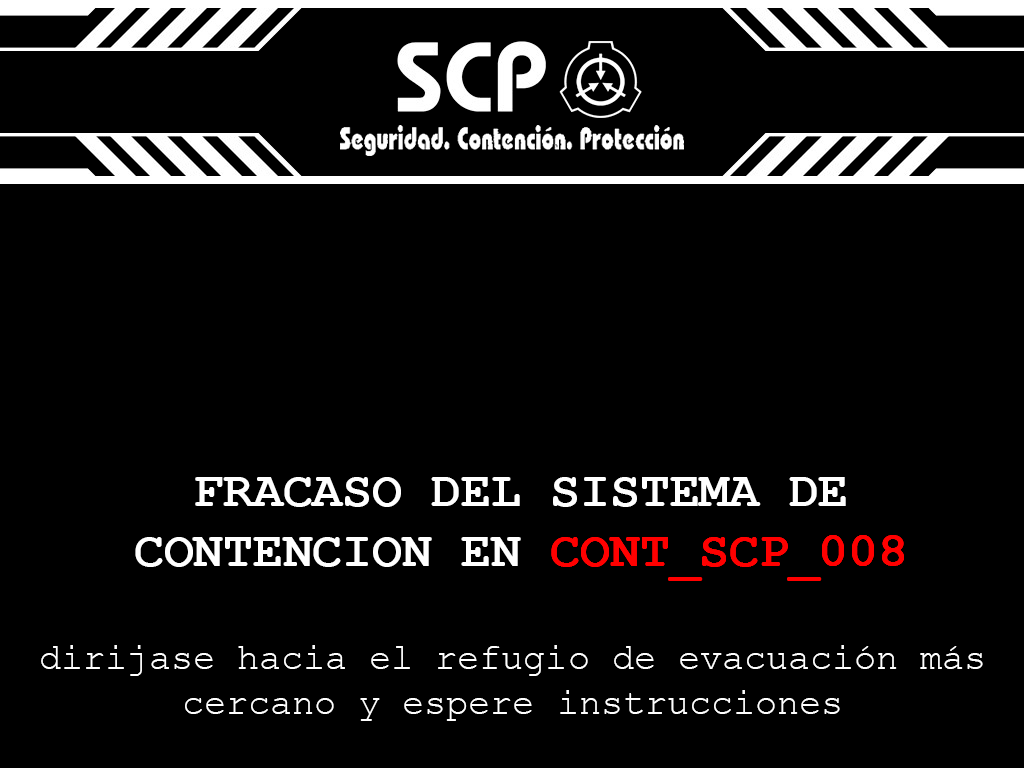 SCP
Seguridad. Contención. Protección
FRACASO DEL SISTEMA DE
CONTENCION EN CONT_SCP_008
dirijase hacia el refugio de evacuación más
cercano y espere instrucciones